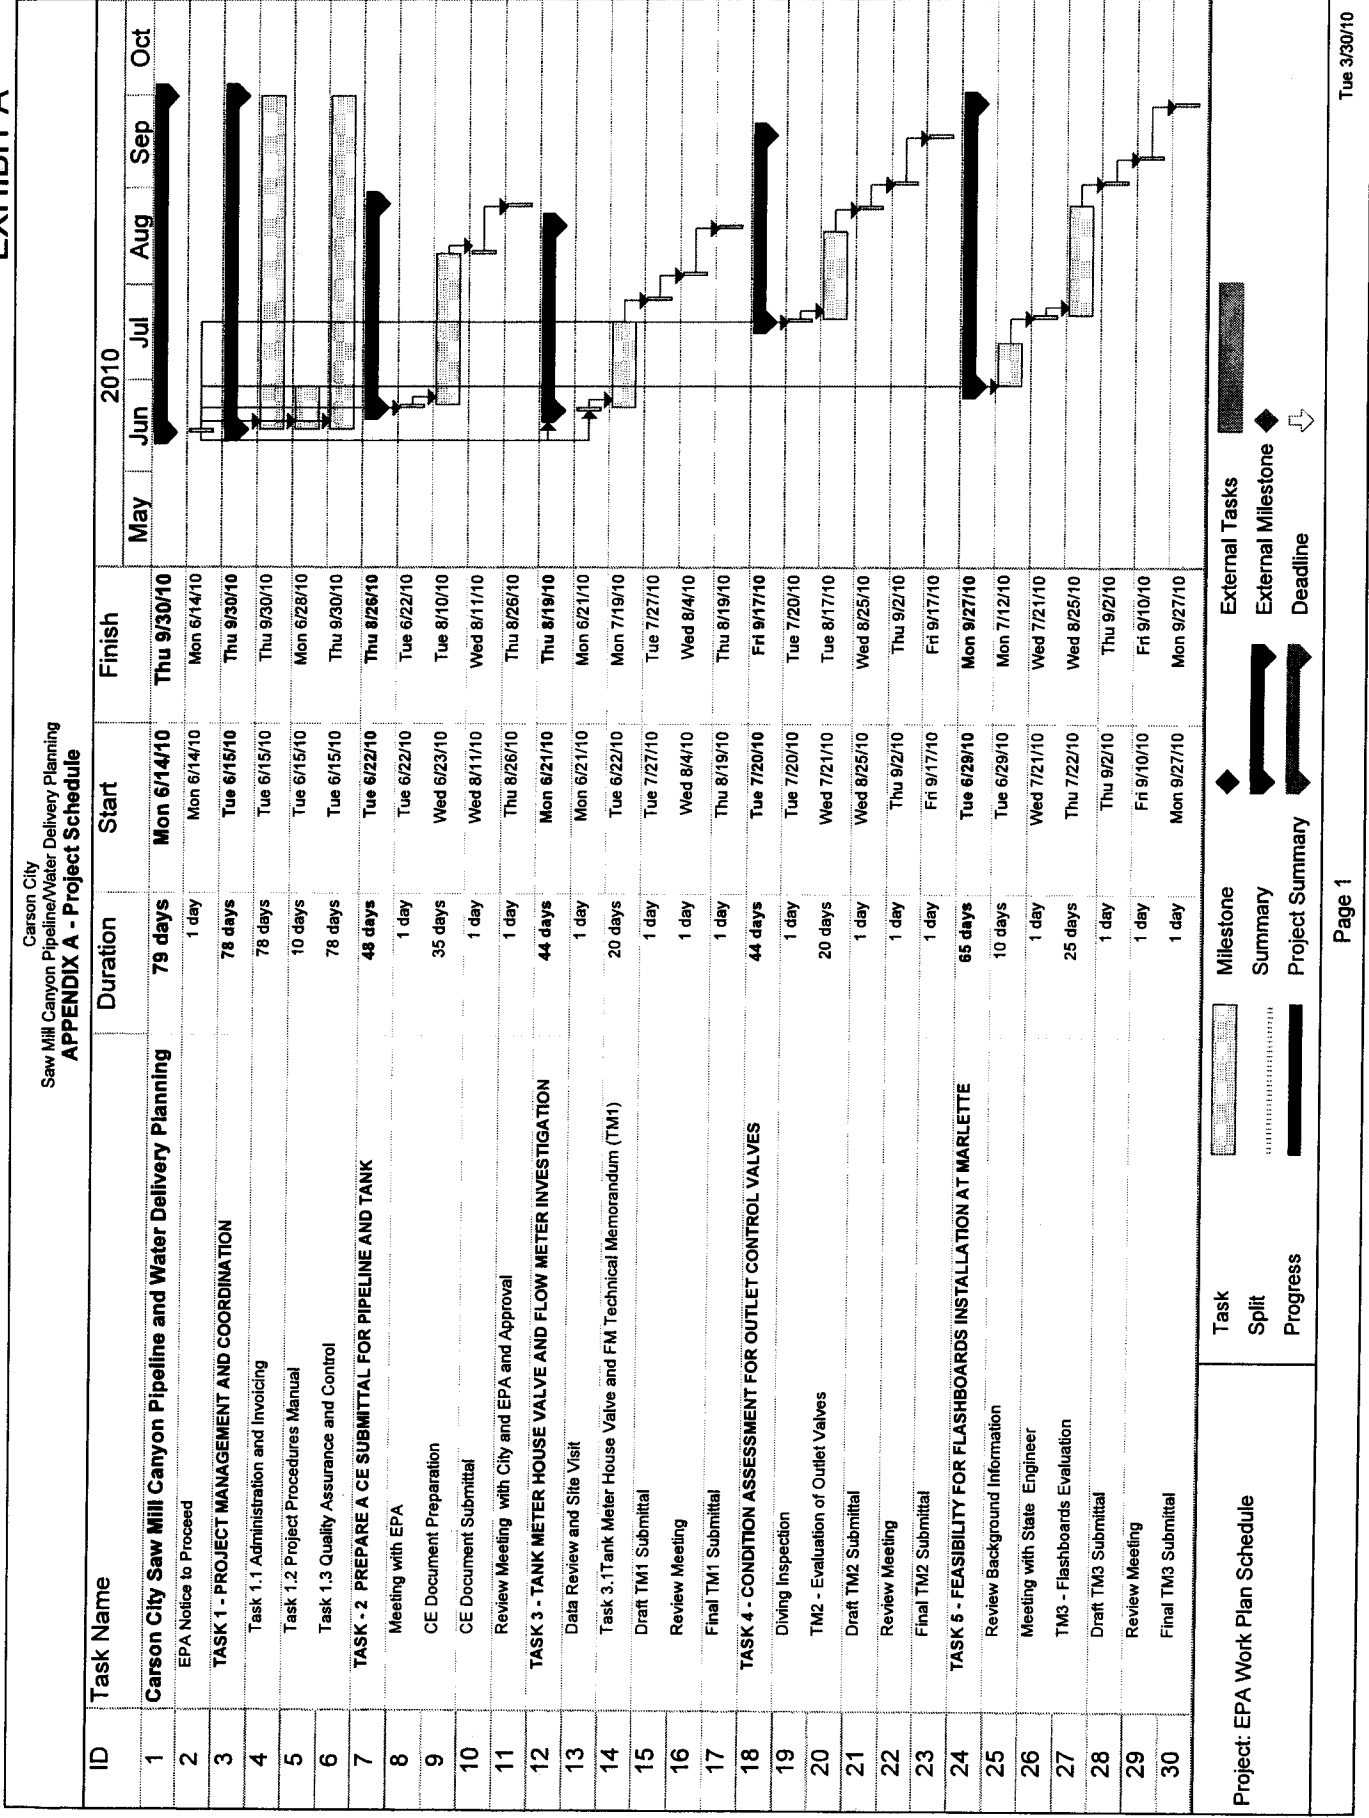 EXHIBIT A
Carson City
Saw Mill Canyon Pipeline/Water Delivery Planning
APPENDIX A - Project Schedule
ID Task Name Duration Start Finish 2010
May Jun Jul Aug Sep Oct
1 Carson City Saw Mill Canyon Pipeline and Water Delivery Planning 79 days Mon 6/14/10 Thu 9/30/10
2 EPA Notice to Proceed 1 day Mon 6/14/10 Mon 6/14/10
3 TASK 1 - PROJECT MANAGEMENT AND COORDINATION 78 days Tue 6/15/10 Thu 9/30/10
4 Task 1.1 Administration and Invoicing 78 days Tue 6/15/10 Thu 9/30/10
5 Task 1.2 Project Procedures Manual 10 days Tue 6/15/10 Mon 6/28/10
6 Task 1.3 Quality Assurance and Control 78 days Tue 6/15/10 Thu 9/30/10
7 TASK - 2 PREPARE A CE SUBMITTAL FOR PIPELINE AND TANK 48 days Tue 6/22/10 Thu 8/26/10
8 Meeting with EPA 1 day Tue 6/22/10 Tue 6/22/10
9 CE Document Preparation 35 days Wed 6/23/10 Tue 8/10/10
10 CE Document Submittal 1 day Wed 8/11/10 Wed 8/11/10
11 Review Meeting with City and EPA and Approval 1 day Thu 8/26/10 Thu 8/26/10
12 TASK 3 - TANK METER HOUSE VALVE AND FLOW METER INVESTIGATION 44 days Mon 6/21/10 Thu 8/19/10
13 Data Review and Site Visit 1 day Mon 6/21/10 Mon 6/21/10
14 Task 3.1Tank Meter House Valve and FM Technical Memorandum (TM1) 20 days Tue 6/22/10 Mon 7/19/10
15 Draft TM1 Submittal 1 day Tue 7/27/10 Tue 7/27/10
16 Review Meeting 1 day Wed 8/4/10 Wed 8/4/10
17 Final TM1 Submittal 1 day Thu 8/19/10 Thu 8/19/10
18 TASK 4 - CONDITION ASSESSMENT FOR OUTLET CONTROL VALVES 44 days Tue 7/20/10 Fri 9/17/10
19 Diving Inspection 1 day Tue 7/20/10 Tue 7/20/10
20 TM2 - Evaluation of Outlet Valves 20 days Wed 7/21/10 Tue 8/17/10
21 Draft TM2 Submittal 1 day Wed 8/25/10 Wed 8/25/10
22 Review Meeting 1 day Thu 9/2/10 Thu 9/2/10
23 Final TM2 Submittal 1 day Fri 9/17/10 Fri 9/17/10
24 TASK 5 - FEASIBILITY FOR FLASHBOARDS INSTALLATION AT MARLETTE 65 days Tue 6/29/10 Mon 9/27/10
25 Review Background Information 10 days Tue 6/29/10 Mon 7/12/10
26 Meeting with State Engineer 1 day Wed 7/21/10 Wed 7/21/10
27 TM3 - Flashboards Evaluation 25 days Thu 7/22/10 Wed 8/25/10
28 Draft TM3 Submittal 1 day Thu 9/2/10 Thu 9/2/10
29 Review Meeting 1 day Fri 9/10/10 Fri 9/10/10
30 Final TM3 Submittal 1 day Mon 9/27/10 Mon 9/27/10
Project: EPA Work Plan Schedule
Task Milestone External Tasks
Split Summary External Milestone
Progress Project Summary Deadline
Page 1
Tue 3/30/10